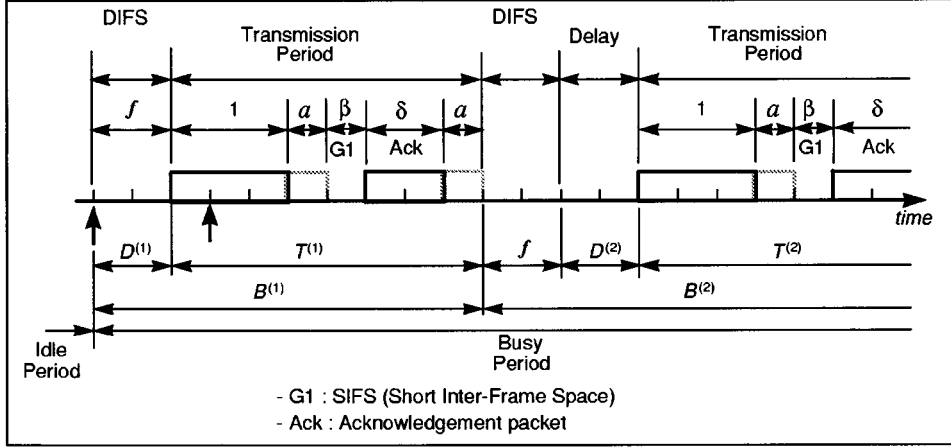 DIFS DIFS
Transmission Period Delay Transmission Period
f 1 a β δ a 1 a β δ
G1 Ack G1 Ack
time
D(1) T(1) f D(2) T(2)
B(1) B(2)
Idle Period Busy Period
- G1 : SIFS (Short Inter-Frame Space)
- Ack : Acknowledgement packet